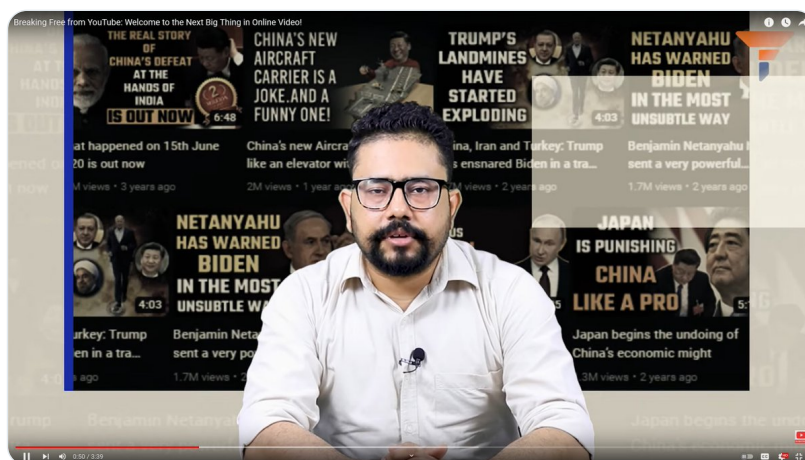 Breaking Free from YouTube: Welcome to the Next Big Thing in Online Video!
THE REAL STORY
OF
CHINA'S DEFEAT
AT THE
HANDS OF
INDIA
IS OUT NOW
6:48
at happened on 15th June
20 is out now
M views • 3 years ago
CHINA'S NEW
AIRCRAFT
CARRIER IS A
JOKE.AND A
FUNNY ONE!
China's new Aircra
like an elevator wi
2M views • 1 year ag
TRUMP'S
LANDMINES
HAVE
STARTED
EXPLODING
4:03
ina, Iran and Turkey: Trump
s ensnared Biden in a tra...
views • 2 years ago
NETANYAHU
HAS WARNED
BIDEN
IN THE MOST
UNSUBTLE WAY
Benjamin Netanyahu
sent a very powerful...
1.7M views • 2 years ago
4:03
urkey: Trump
en in a tra...
s ago
NETANYAHU
HAS WARNED
BIDEN
IN THE MOST
UNSUBTLE WA
Benjamin Neta
sent a very po
1.7M views • 2
US
JAPAN
IS PUNISHING
CHINA
LIKE A PRO
5:
Japan begins the undoing of
China's economic might
.3M views • 2 years ago
0:50 / 3:39